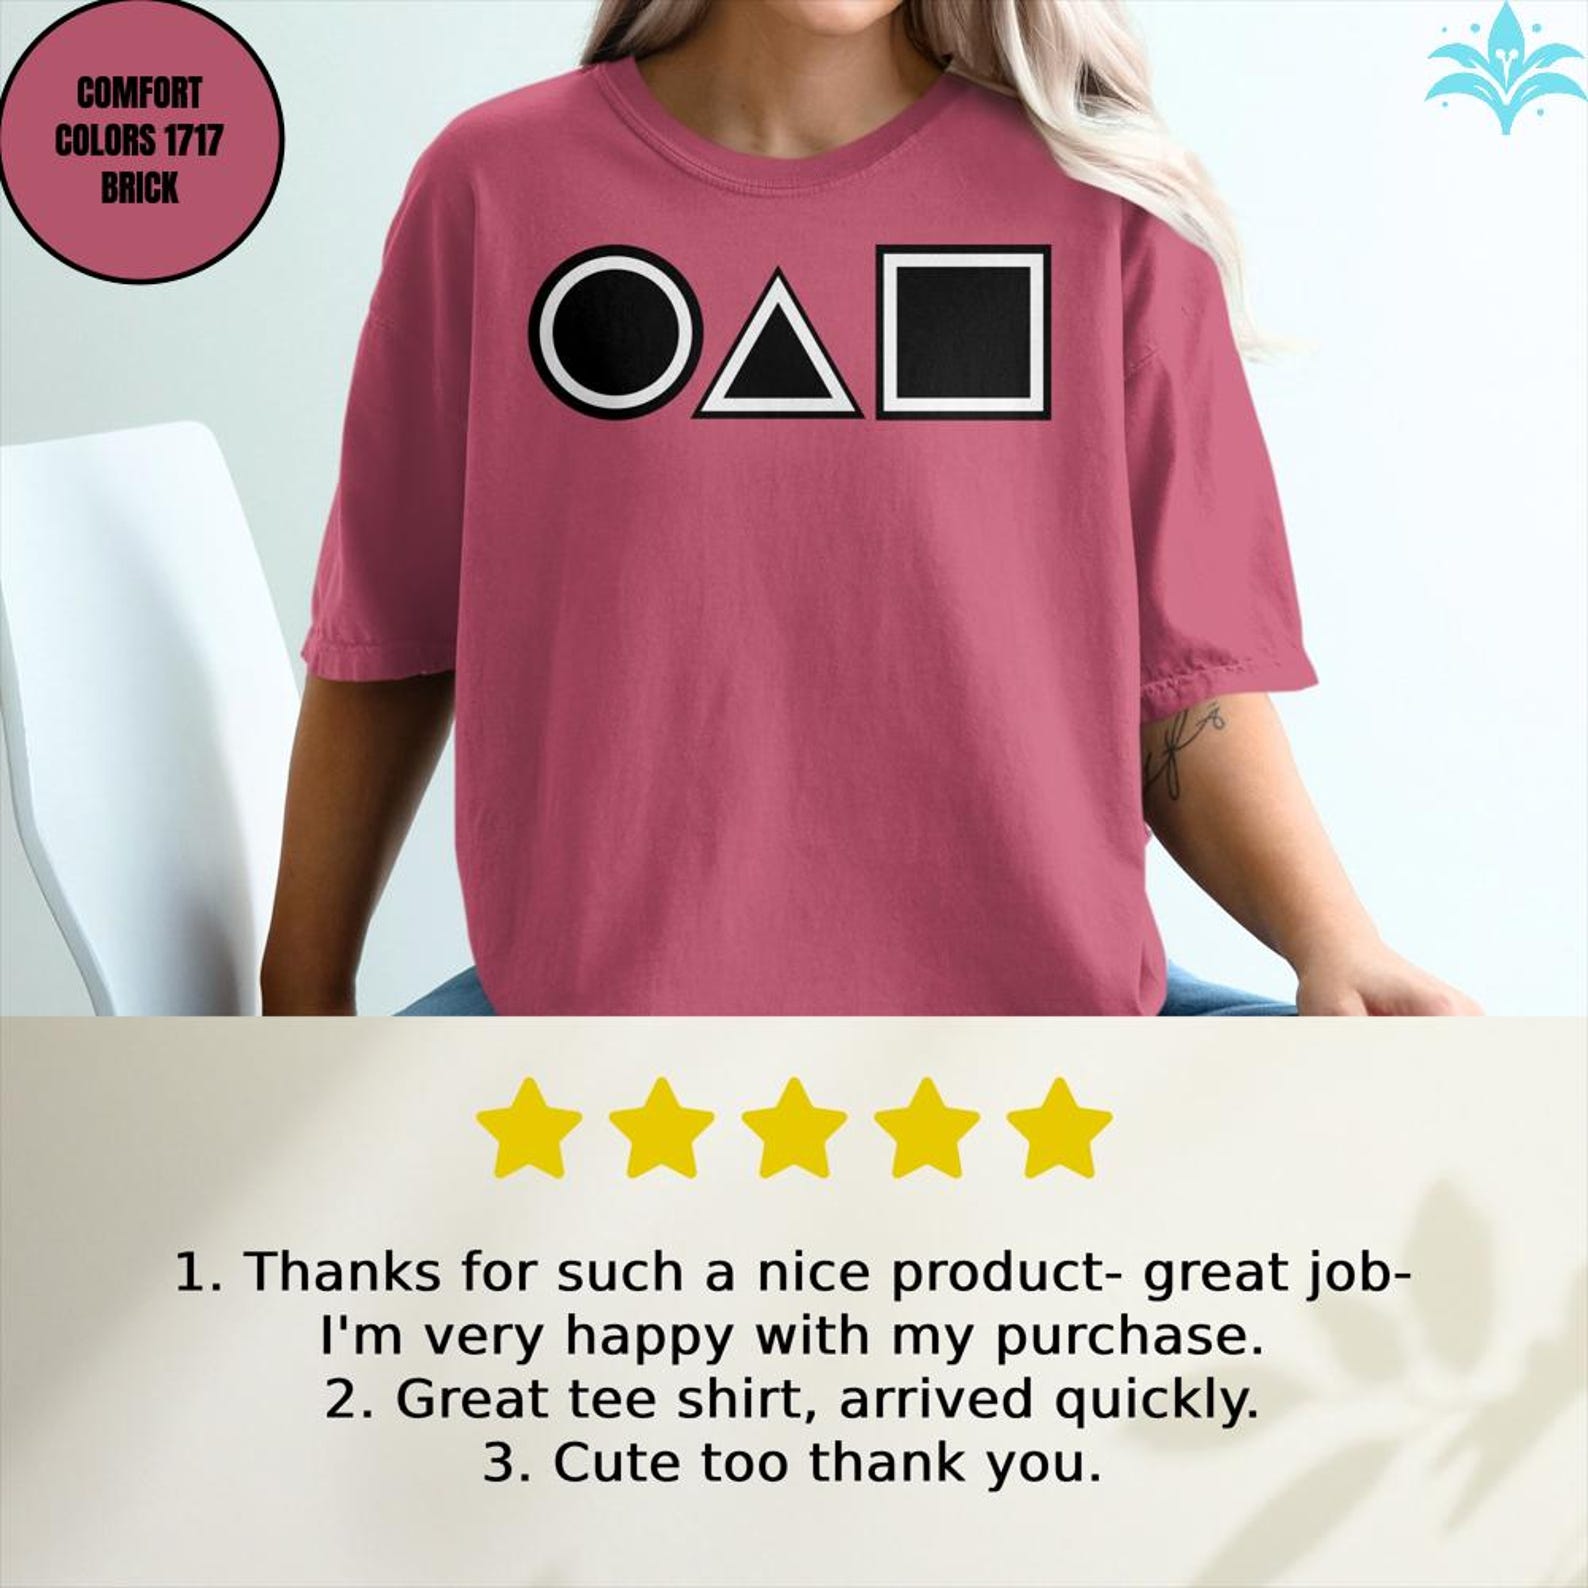 COMFORT
COLORS 1717
BRICK
1. Thanks for such a nice product- great job-
I'm very happy with my purchase.
2. Great tee shirt, arrived quickly.
3. Cute too thank you.